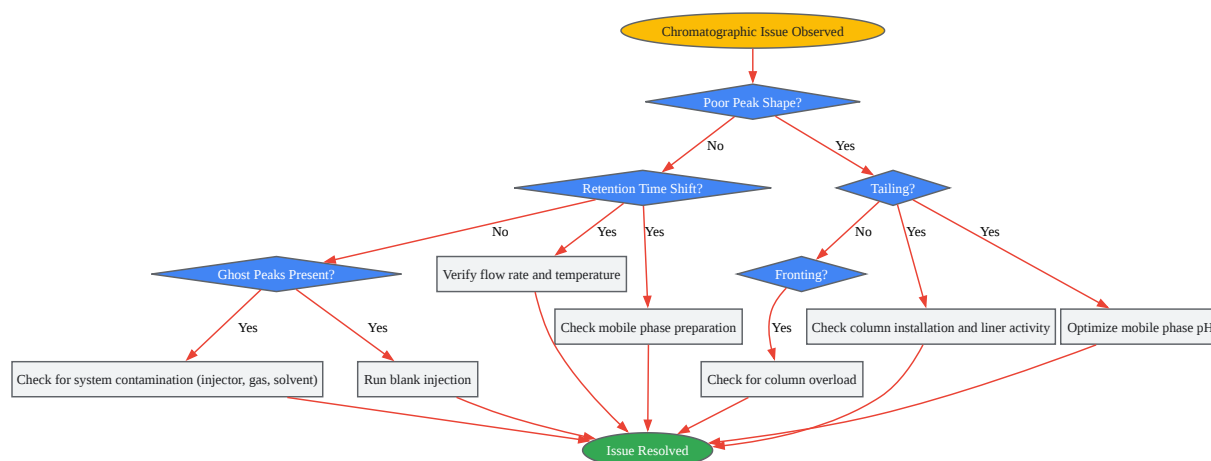 Chromatographic Issue Observed
Poor Peak Shape?
No
Yes
Retention Time Shift?
Tailing?
No
Yes
Yes
No
Yes
Yes
Ghost Peaks Present?
Verify flow rate and temperature
Fronting?
Yes
Yes
Yes
Check mobile phase preparation
Check column installation and liner activity
Optimize mobile phase pH
Check for system contamination (injector, gas, solvent)
Run blank injection
Check for column overload
Issue Resolved